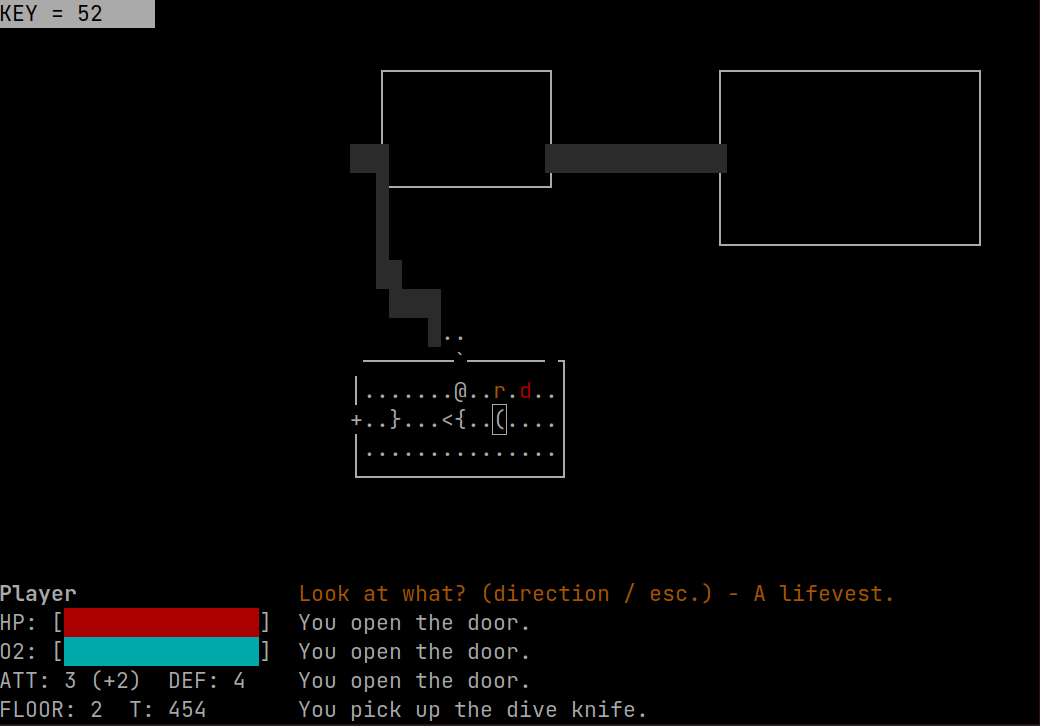 KEY = 52
..
`
.......@..r.d..
+..}...<{..(....
...............
Player
Look at what? (direction / esc.) - A lifevest.
HP: [ ]
You open the door.
O2: [ ]
You open the door.
ATT: 3 (+2)  DEF: 4
You open the door.
FLOOR: 2  T: 454
You pick up the dive knife.